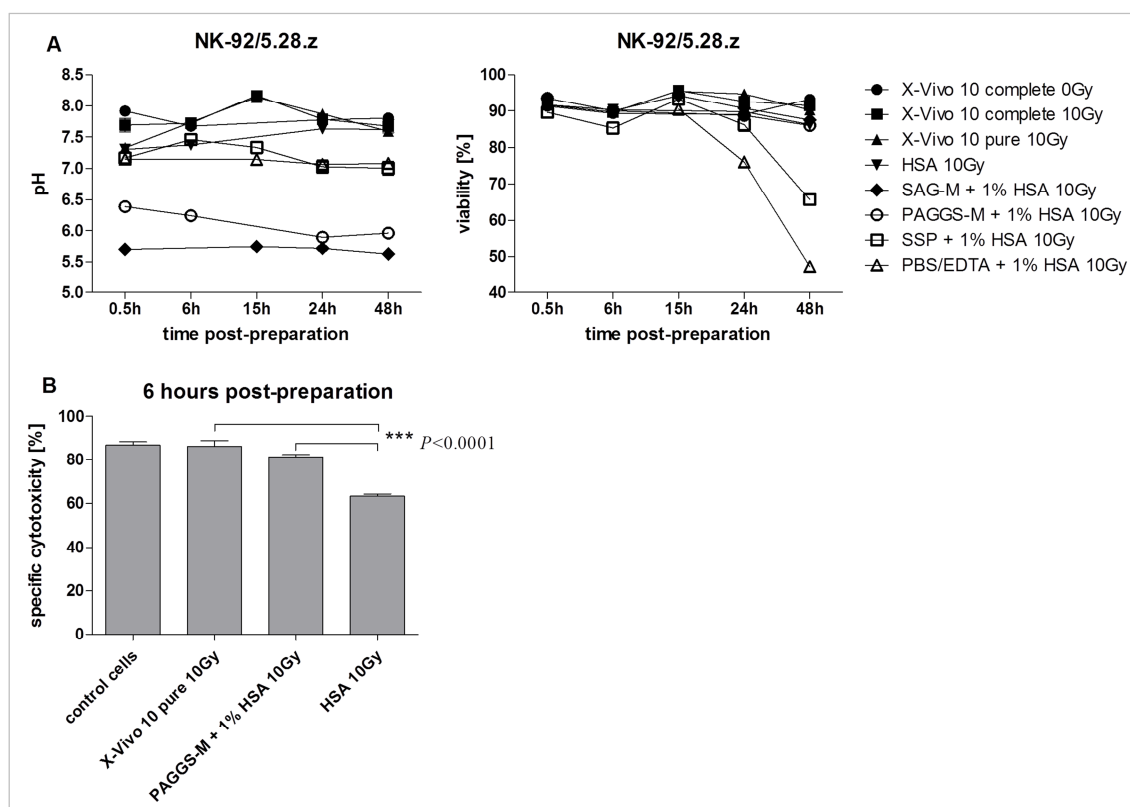 A
NK-92/5.28.z
8.5
8.0
7.5
7.0
6.5
6.0
5.5
5.0
pH
0.5h 6h 15h 24h 48h
time post-preparation
NK-92/5.28.z
100
90
80
70
60
50
40
viability [%]
0.5h 6h 15h 24h 48h
time post-preparation
X-Vivo 10 complete 0Gy
X-Vivo 10 complete 10Gy
X-Vivo 10 pure 10Gy
HSA 10Gy
SAG-M + 1% HSA 10Gy
PAGGS-M + 1% HSA 10Gy
SSP + 1% HSA 10Gy
PBS/EDTA + 1% HSA 10Gy
B
6 hours post-preparation
100
80
60
40
20
0
specific cytotoxicity [%]
*** P<0.0001
control cells
X-Vivo 10 pure 10Gy
PAGGS-M + 1% HSA 10Gy
HSA 10Gy